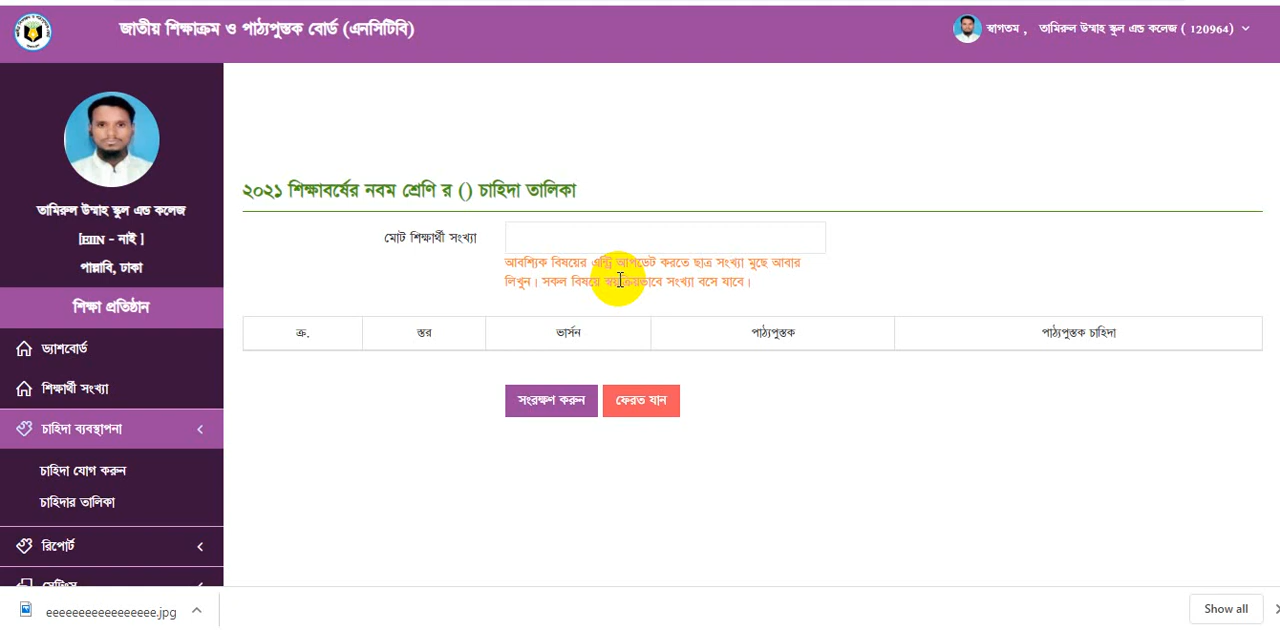 জাতীয় শিক্ষাক্রম ও পাঠ্যপুস্তক বোর্ড (এনসিটিবি)
স্বাগতম , তামিরুল উম্মাহ স্কুল এন্ড কলেজ ( 120964)
তামিরুল উম্মাহ স্কুল এন্ড কলেজ
[EIIN - নাই ]
পাল্লাবি, ঢাকা
শিক্ষা প্রতিষ্ঠান
ড্যাশবোর্ড
শিক্ষার্থী সংখ্যা
চাহিদা ব্যবস্থাপনা
চাহিদা যোগ করুন
চাহিদার তালিকা
রিপোর্ট
সেটিংস
২০২১ শিক্ষাবর্ষের নবম শ্রেণি র () চাহিদা তালিকা
মোট শিক্ষার্থী সংখ্যা
আবশ্যিক বিষয়ের এন্ট্রি আপডেট করতে ছাত্র সংখ্যা মুছে আবার
লিখুন। সকল বিষয়ে স্বয়ংক্রিয়ভাবে সংখ্যা বসে যাবে।
ক্র. স্তর ভার্সন পাঠ্যপুস্তক পাঠ্যপুস্তক চাহিদা
সংরক্ষণ করুন ফেরত যান
eeeeeeeeeeeeeeeee.jpg
Show all